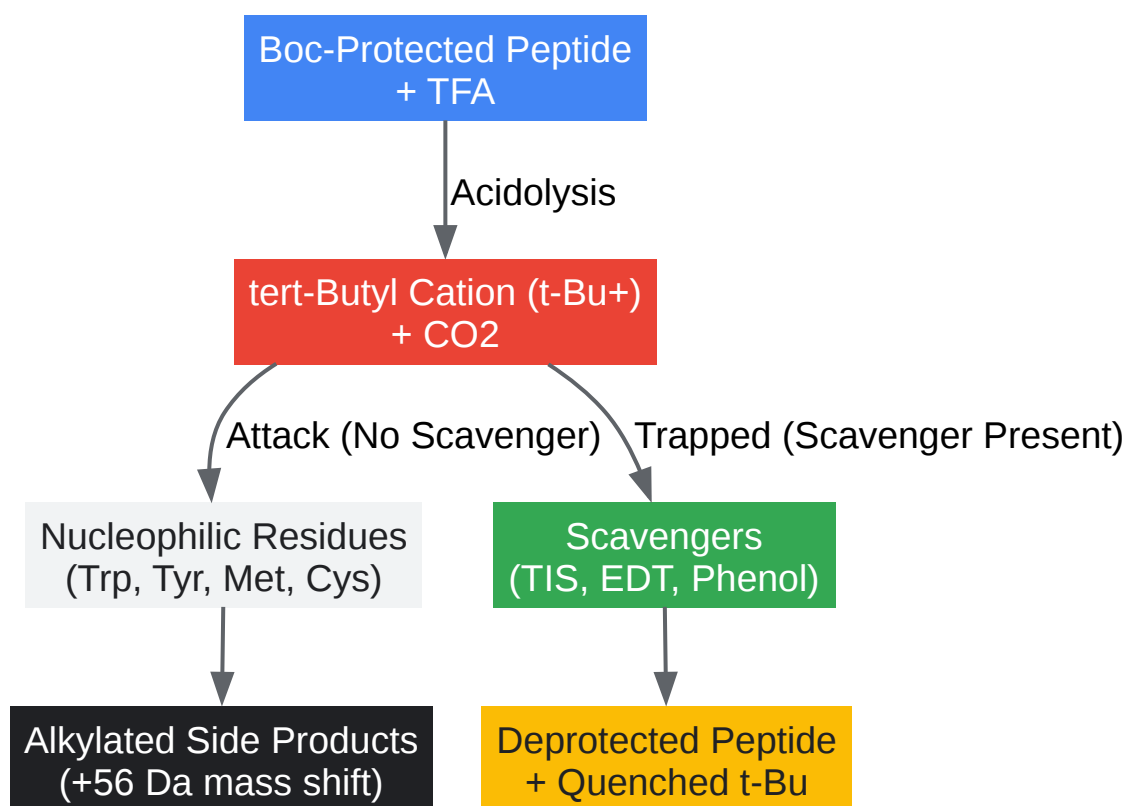 Boc-Protected Peptide
+ TFA
Acidolysis
tert-Butyl Cation (t-Bu+)
+ CO2
Attack (No Scavenger)
Trapped (Scavenger Present)
Nucleophilic Residues
(Trp, Tyr, Met, Cys)
Scavengers
(TIS, EDT, Phenol)
Alkylated Side Products
(+56 Da mass shift)
Deprotected Peptide
+ Quenched t-Bu